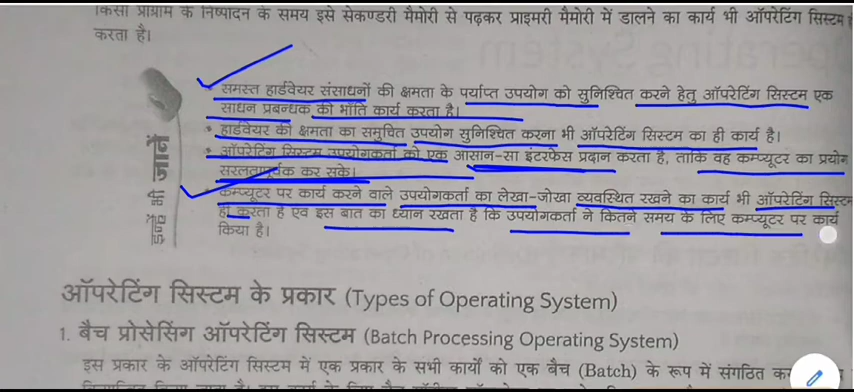 किसी प्रोग्राम के निष्पादन के समय इसे सेकण्डरी मैमोरी से पढ़कर प्राइमरी मैमोरी में डालने का कार्य भी ऑपरेटिंग सिस्टम ही
करता है।
इन्हें भी जानें
• समस्त हार्डवेयर संसाधनों की क्षमता के पर्याप्त उपयोग को सुनिश्चित करने हेतु ऑपरेटिंग सिस्टम एक
साधन प्रबन्धक की भाँति कार्य करता है।
• हार्डवेयर की क्षमता का समुचित उपयोग सुनिश्चित करना भी ऑपरेटिंग सिस्टम का ही कार्य है।
• ऑपरेटिंग सिस्टम उपयोगकर्ता को एक आसान-सा इंटरफेस प्रदान करता है, ताकि वह कम्प्यूटर का प्रयोग
सरलतापूर्वक कर सके।
• कम्प्यूटर पर कार्य करने वाले उपयोगकर्ता का लेखा-जोखा व्यवस्थित रखने का कार्य भी ऑपरेटिंग सिस्टम
ही करता है एवं इस बात का ध्यान रखता है कि उपयोगकर्ता ने कितने समय के लिए कम्प्यूटर पर कार्य
किया है।
ऑपरेटिंग सिस्टम के प्रकार (Types of Operating System)
1. बैच प्रोसेसिंग ऑपरेटिंग सिस्टम (Batch Processing Operating System)
इस प्रकार के ऑपरेटिंग सिस्टम में एक प्रकार के सभी कार्यों को एक बैच (Batch) के रूप में संगठित